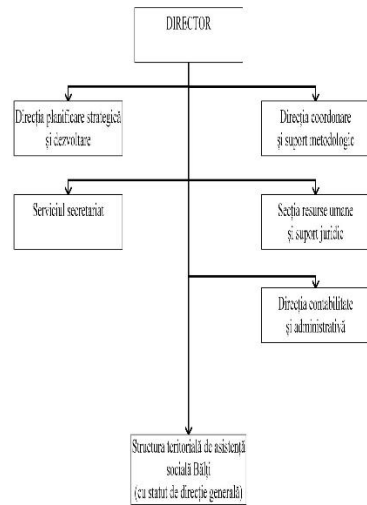 DIRECTOR
Direcția planificare strategică
și dezvoltare
Direcția coordonare
și suport metodologic
Serviciul secretariat
Secția resurse umane
și suport juridic
Direcția contabilitate
și administrativă
Structura teritorială de asistență
socială Bălți
(cu statut de direcție generală)